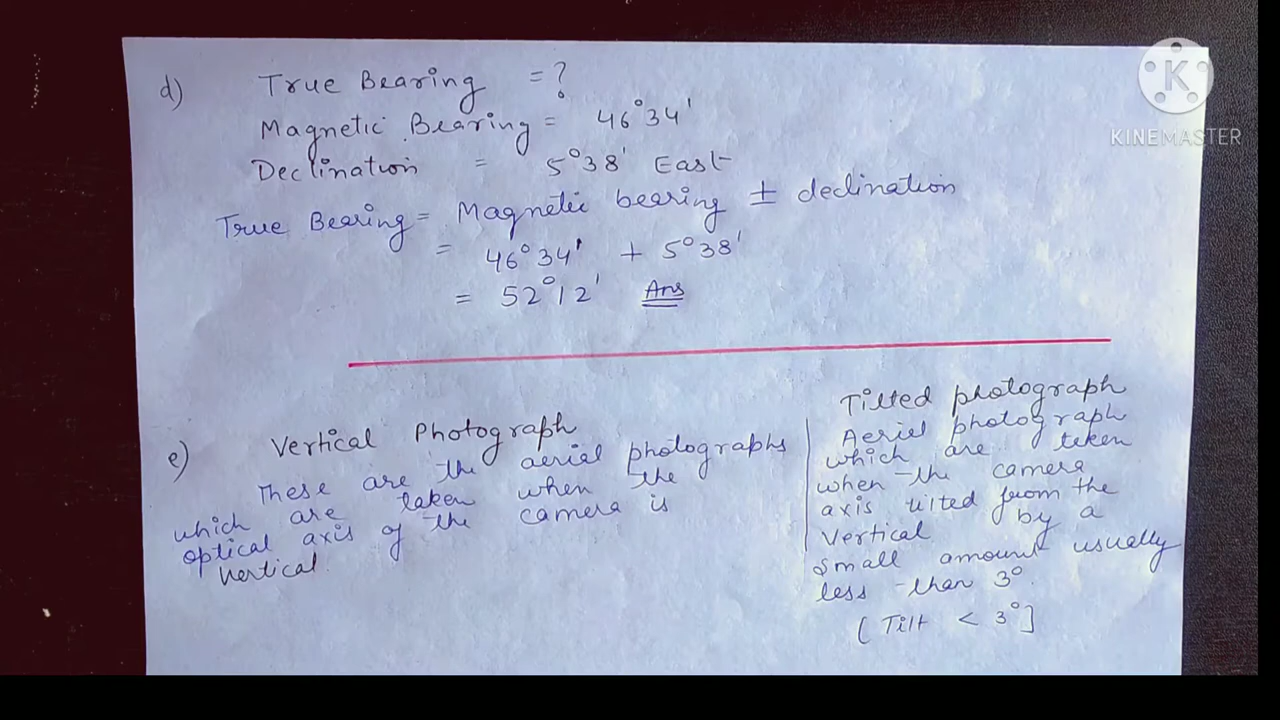 d) True Bearing = ?
Magnetic Bearing = 46°34'
Declination = 5°38' East
True Bearing = Magnetic bearing ± declination
= 46°34' + 5°38'
= 52°12' Ans
e) Vertical Photograph
These are the aerial photographs
which are taken when the
optical axis of the camera is
Vertical
Tilted photograph
Aeriel photograph
which are taken
when the camera
axis tilted from the
Vertical by a
small amount usually
less than 3°.
[Tilt < 3°]
K
KINEMASTER